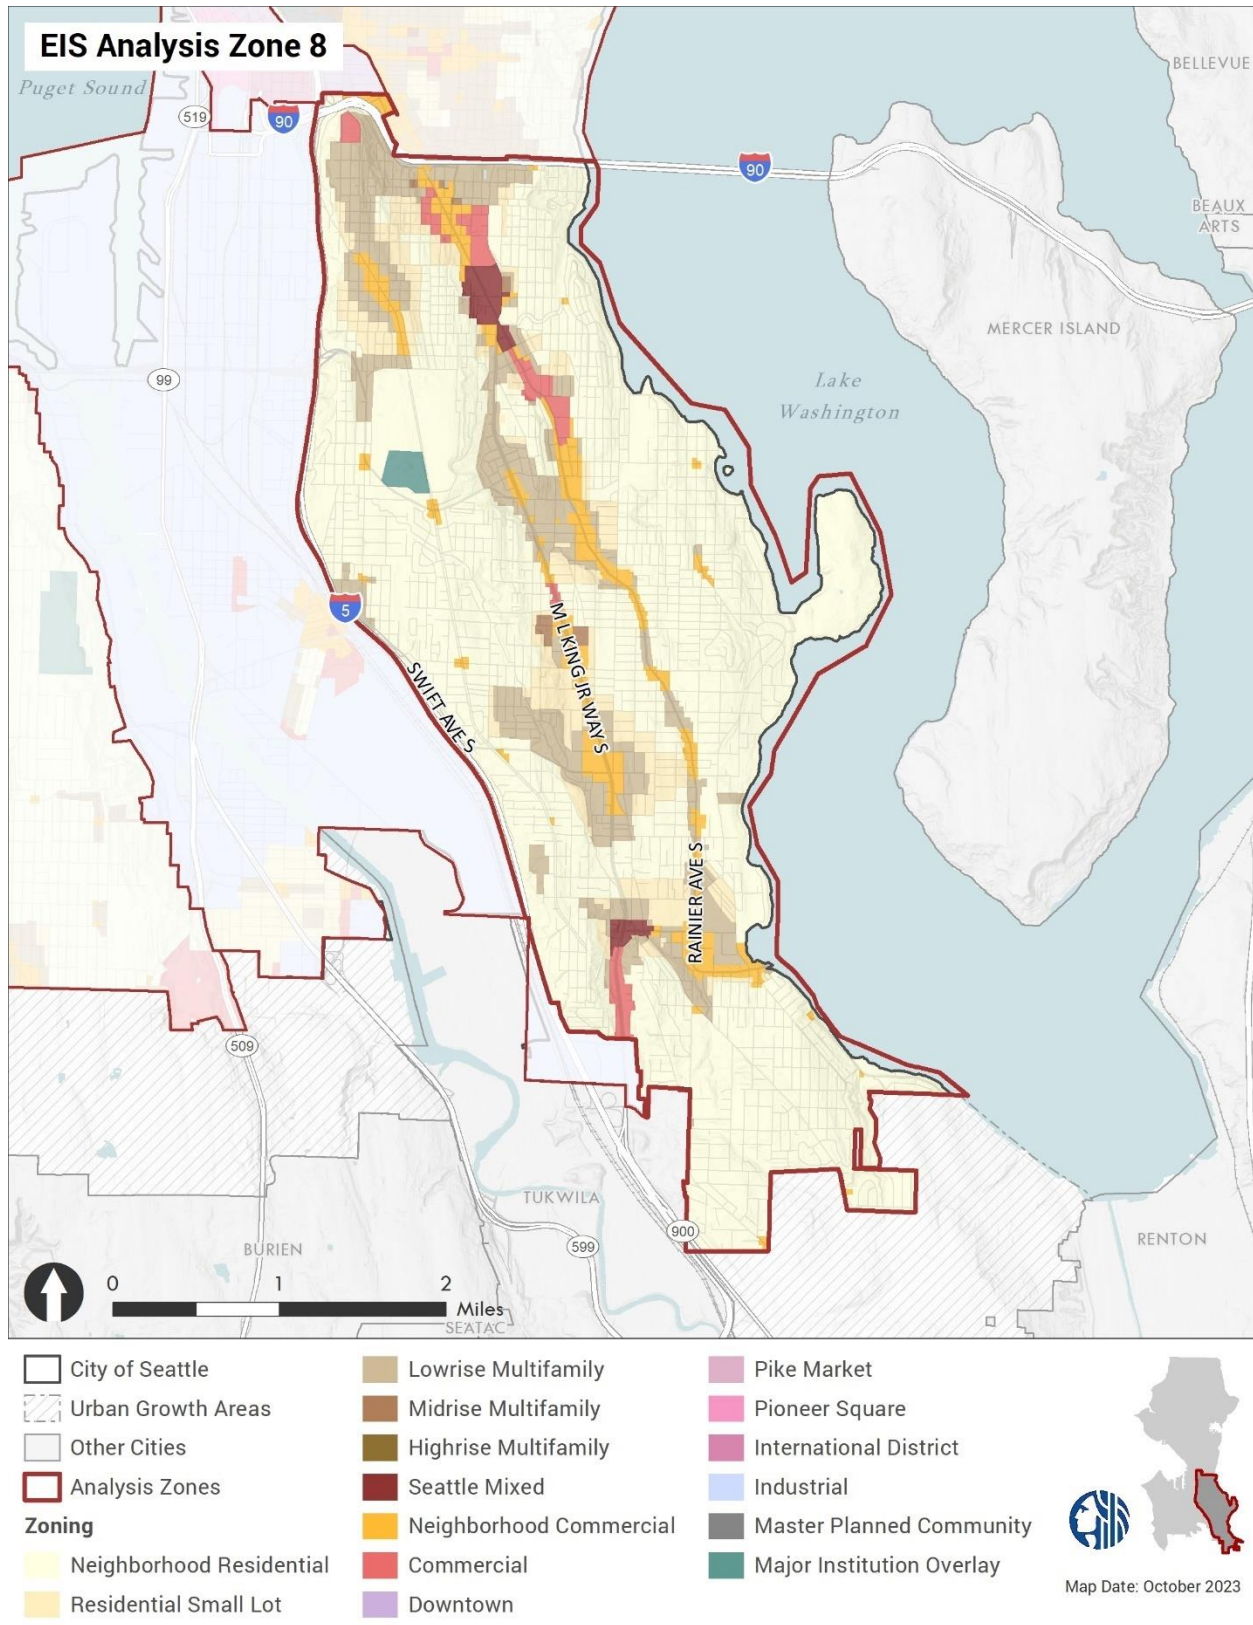 EIS Analysis Zone 8
Puget Sound
BELLEVUE
519
90
90
BEAUX
ARTS
MERCER ISLAND
99
Lake
Washington
5
M L KING JR WAY S
SWIFT AVE S
RAINIER AVE S
509
TUKWILA
900
599
BURIEN
RENTON
0 1 2
Miles
SEATAC
City of Seattle
Urban Growth Areas
Other Cities
Analysis Zones
Zoning
Neighborhood Residential
Residential Small Lot
Lowrise Multifamily
Midrise Multifamily
Highrise Multifamily
Seattle Mixed
Neighborhood Commercial
Commercial
Downtown
Pike Market
Pioneer Square
International District
Industrial
Master Planned Community
Major Institution Overlay
Map Date: October 2023